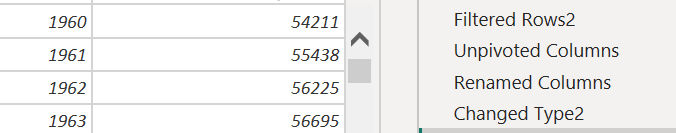 1960 54211
1961 55438
1962 56225
1963 56695
Filtered Rows2
Unpivoted Columns
Renamed Columns
Changed Type2